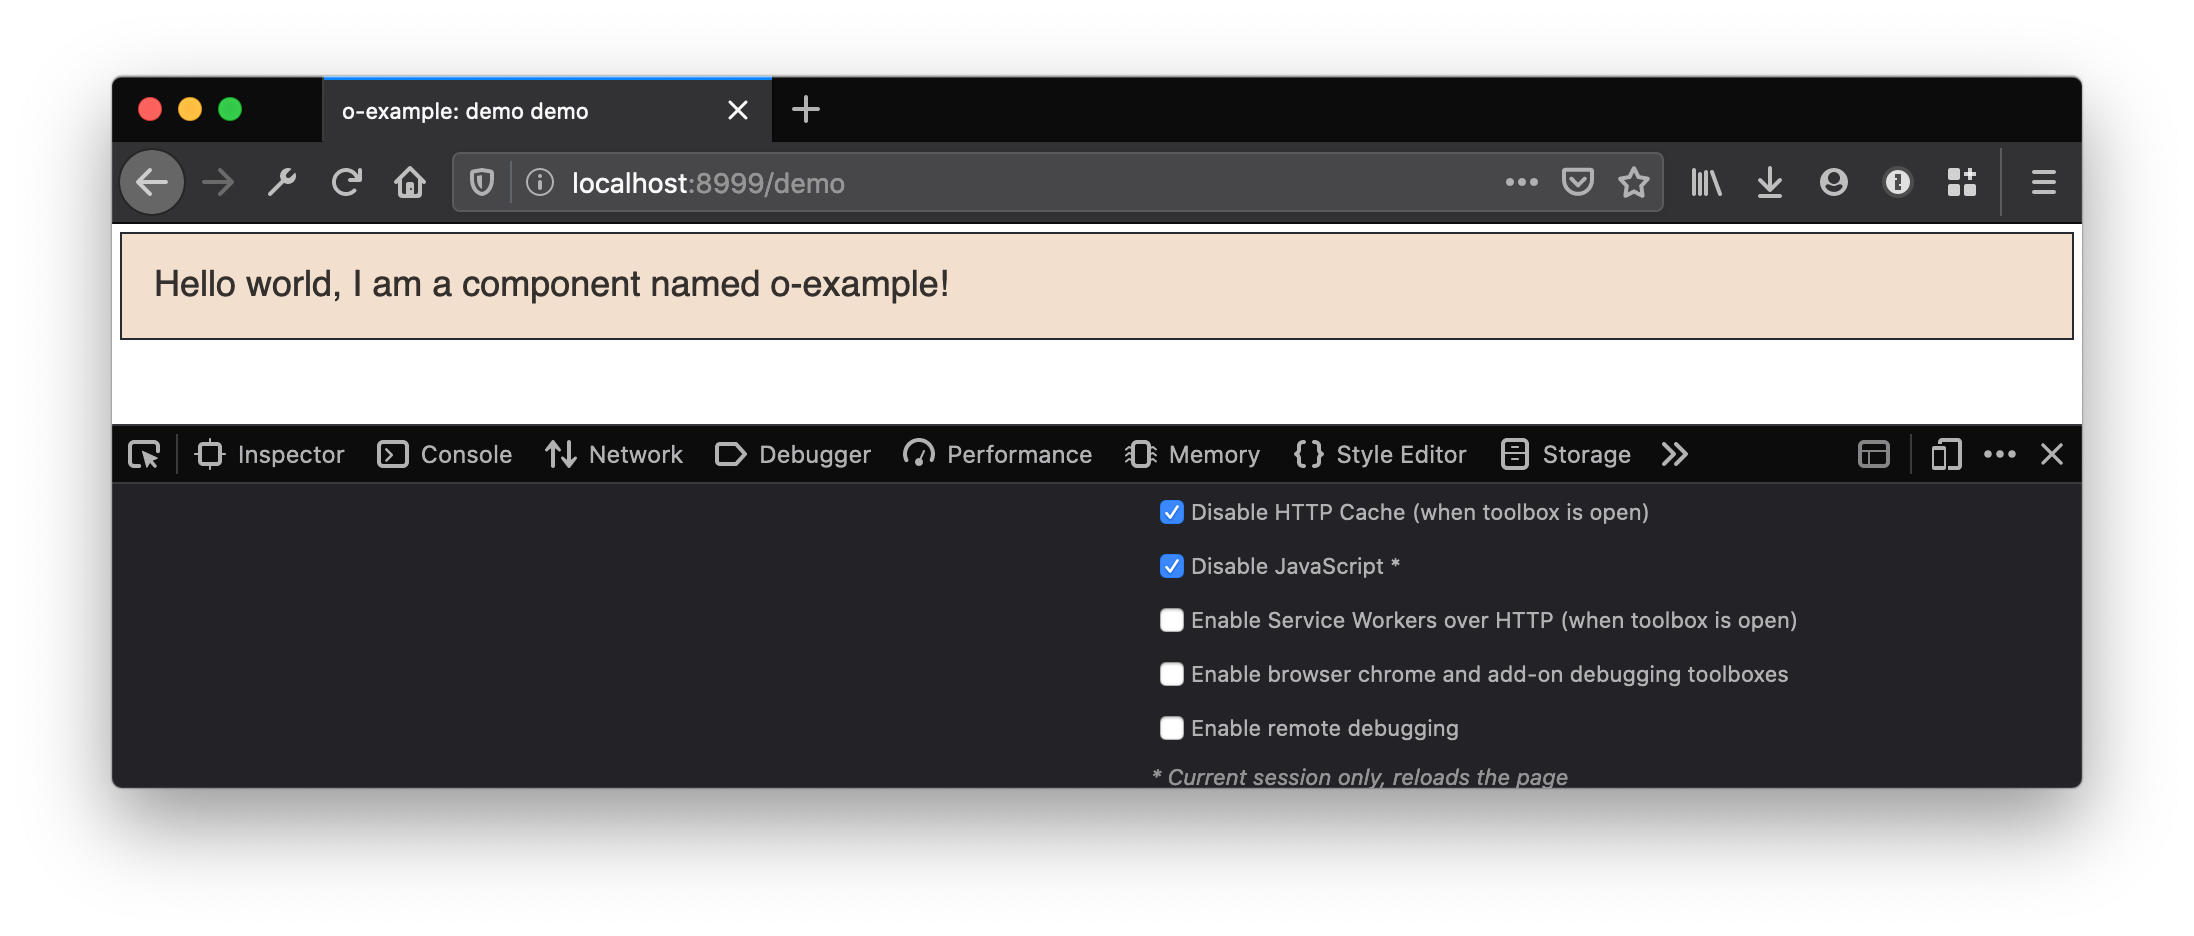 o-example: demo demo
localhost:8999/demo
Hello world, I am a component named o-example!
Inspector Console Network Debugger Performance Memory Style Editor Storage
Disable HTTP Cache (when toolbox is open)
Disable JavaScript *
Enable Service Workers over HTTP (when toolbox is open)
Enable browser chrome and add-on debugging toolboxes
Enable remote debugging
* Current session only, reloads the page